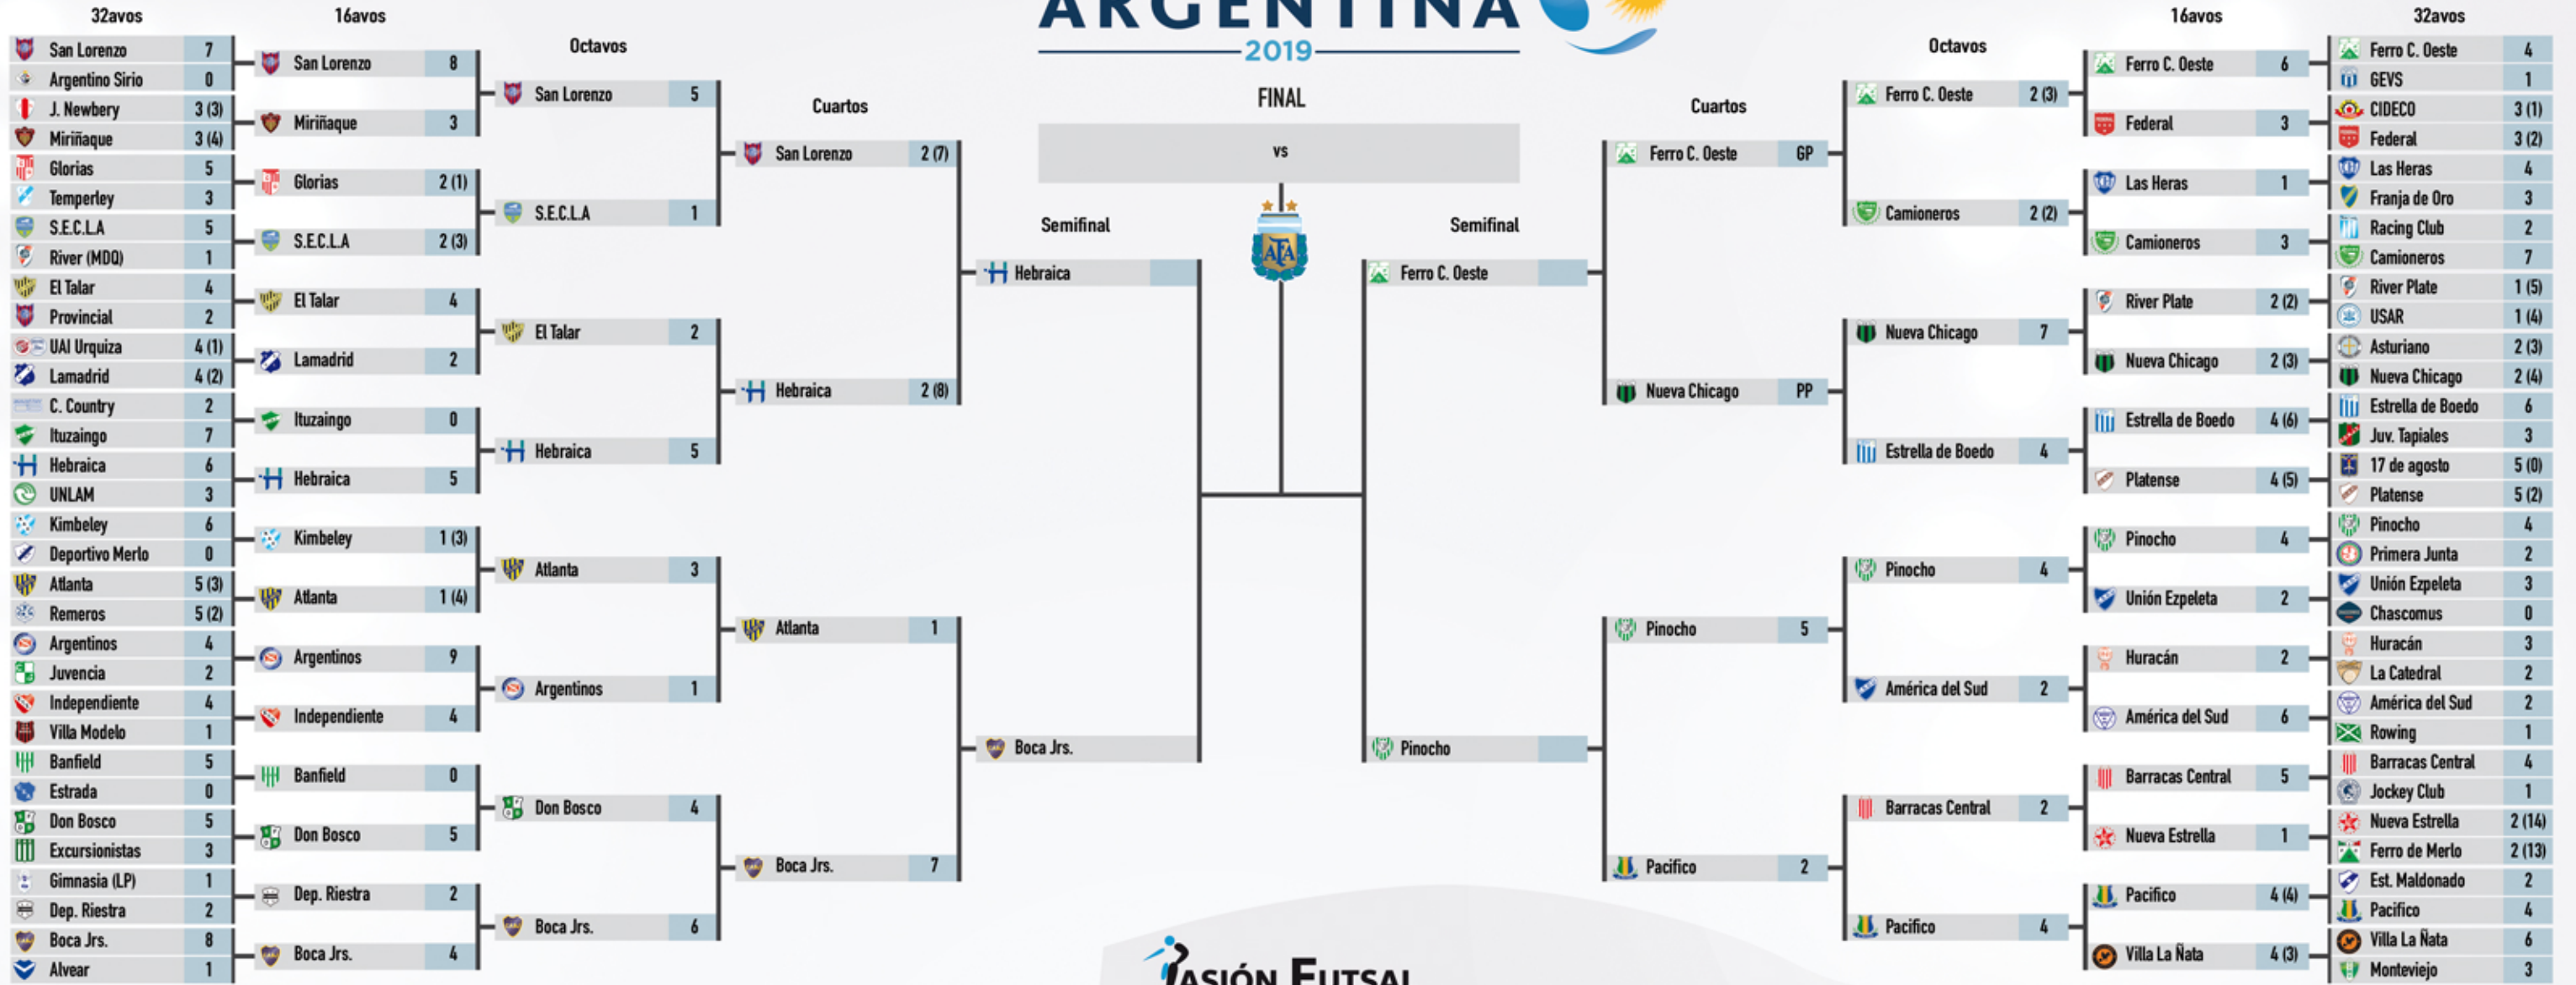 ARGENTINA
2019
FINAL
vs
32avos
San Lorenzo 7
Argentino Sirio 0
J. Newbery 3 (3)
Miriñaque 3 (4)
Glorias 5
Temperley 3
S.E.C.L.A 5
River (MDQ) 1
El Talar 4
Provincial 2
UAI Urquiza 4 (1)
Lamadrid 4 (2)
C. Country 2
Ituzaingo 7
Hebraica 6
UNLAM 3
Kimbeley 6
Deportivo Merlo 0
Atlanta 5 (3)
Remeros 5 (2)
Argentinos 4
Juvencia 2
Independiente 4
Villa Modelo 1
Banfield 5
Estrada 0
Don Bosco 5
Excursionistas 3
Gimnasia (LP) 1
Dep. Riestra 2
Boca Jrs. 8
Alvear 1
16avos
San Lorenzo 8
Miriñaque 3
Glorias 2 (1)
S.E.C.L.A 2 (3)
El Talar 4
Lamadrid 2
Ituzaingo 0
Hebraica 5
Kimbeley 1 (3)
Atlanta 1 (4)
Argentinos 9
Independiente 4
Banfield 0
Don Bosco 5
Dep. Riestra 2
Boca Jrs. 4
Octavos
San Lorenzo 5
S.E.C.L.A 1
El Talar 2
Hebraica 5
Atlanta 3
Argentinos 1
Don Bosco 4
Boca Jrs. 6
Cuartos
San Lorenzo 2 (7)
Hebraica 2 (8)
Atlanta 1
Boca Jrs. 7
Semifinal
Hebraica
Boca Jrs.
AFA
Semifinal
Ferro C. Oeste
Pinocho
Cuartos
Ferro C. Oeste GP
Nueva Chicago PP
Pinocho 5
Pacifico 2
Octavos
Ferro C. Oeste 2 (3)
Camioneros 2 (2)
Nueva Chicago 7
Estrella de Boedo 4
Pinocho 4
América del Sud 2
Barracas Central 2
Pacifico 4
16avos
Ferro C. Oeste 6
Federal 3
Las Heras 1
Camioneros 3
River Plate 2 (2)
Nueva Chicago 2 (3)
Estrella de Boedo 4 (6)
Platense 4 (5)
Pinocho 4
Unión Ezpeleta 2
Huracán 2
América del Sud 6
Barracas Central 5
Nueva Estrella 1
Pacifico 4 (4)
Villa La Ñata 4 (3)
32avos
Ferro C. Oeste 4
GEVS 1
CIDECO 3 (1)
Federal 3 (2)
Las Heras 4
Franja de Oro 3
Racing Club 2
Camioneros 7
River Plate 1 (5)
USAR 1 (4)
Asturiano 2 (3)
Nueva Chicago 2 (4)
Estrella de Boedo 6
Juv. Tapiales 3
17 de agosto 5 (0)
Platense 5 (2)
Pinocho 4
Primera Junta 2
Unión Ezpeleta 3
Chascomus 0
Huracán 3
La Catedral 2
América del Sud 2
Rowing 1
Barracas Central 4
Jockey Club 1
Nueva Estrella 2 (14)
Ferro de Merlo 2 (13)
Est. Maldonado 2
Pacifico 4
Villa La Ñata 6
Monteviejo 3
PASIÓN FUTSAL